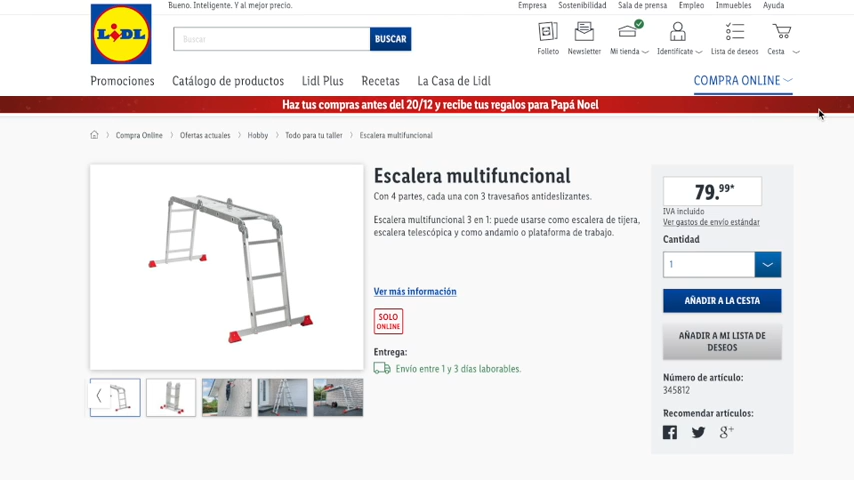 Bueno. Inteligente. Y al mejor precio.
Empresa Sostenibilidad Sala de prensa Empleo Inmuebles Ayuda
LIDL
Buscar BUSCAR
Folleto Newsletter Mi tienda Identifícate Lista de deseos Cesta
Promociones Catálogo de productos Lidl Plus Recetas La Casa de Lidl COMPRA ONLINE
Haz tus compras antes del 20/12 y recibe tus regalos para Papá Noel
Compra Online Ofertas actuales Hobby Todo para tu taller Escalera multifuncional
Escalera multifuncional
Con 4 partes, cada una con 3 travesaños antideslizantes.
Escalera multifuncional 3 en 1: puede usarse como escalera de tijera,
escalera telescópica y como andamio o plataforma de trabajo.
Ver más información
SOLO
ONLINE
Entrega:
Envío entre 1 y 3 días laborables.
79.99*
IVA incluido
Ver gastos de envío estándar
Cantidad
1
AÑADIR A LA CESTA
AÑADIR A MI LISTA DE
DESEOS
Número de artículo:
345812
Recomendar artículos:
g+